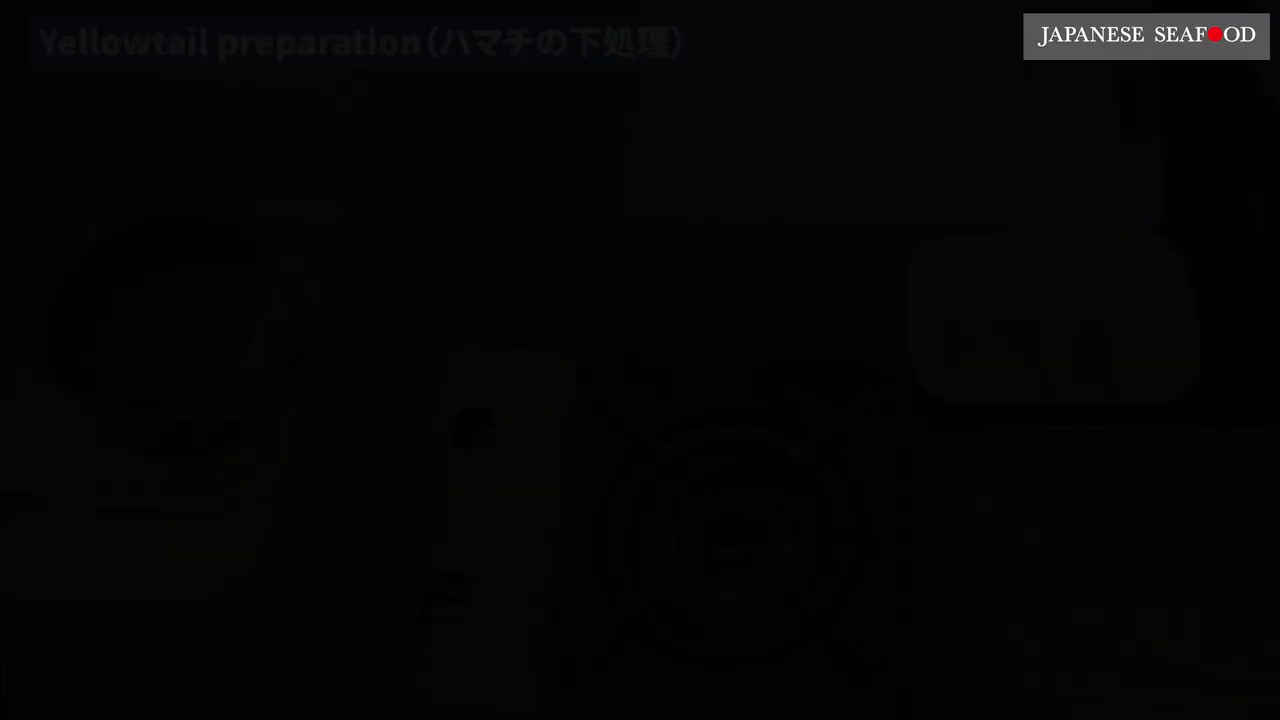 Yellowtail preparation(ハマチの下処理)
JAPANESE SEAFOOD